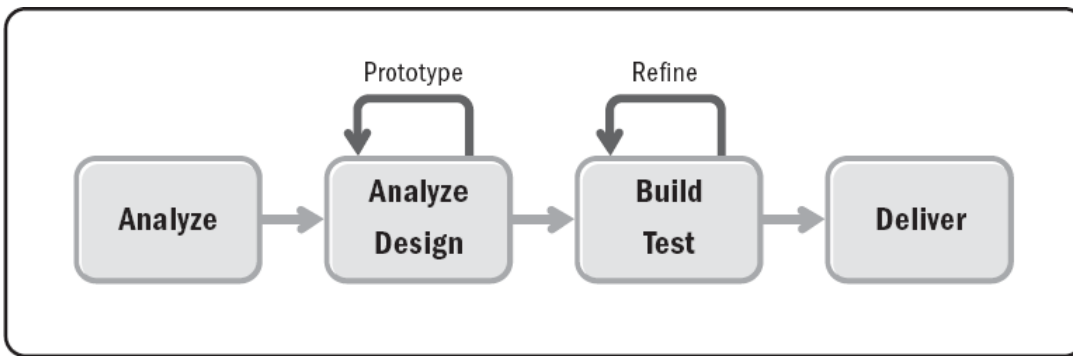 Prototype
Refine
Analyze
Analyze
Design
Build
Test
Deliver